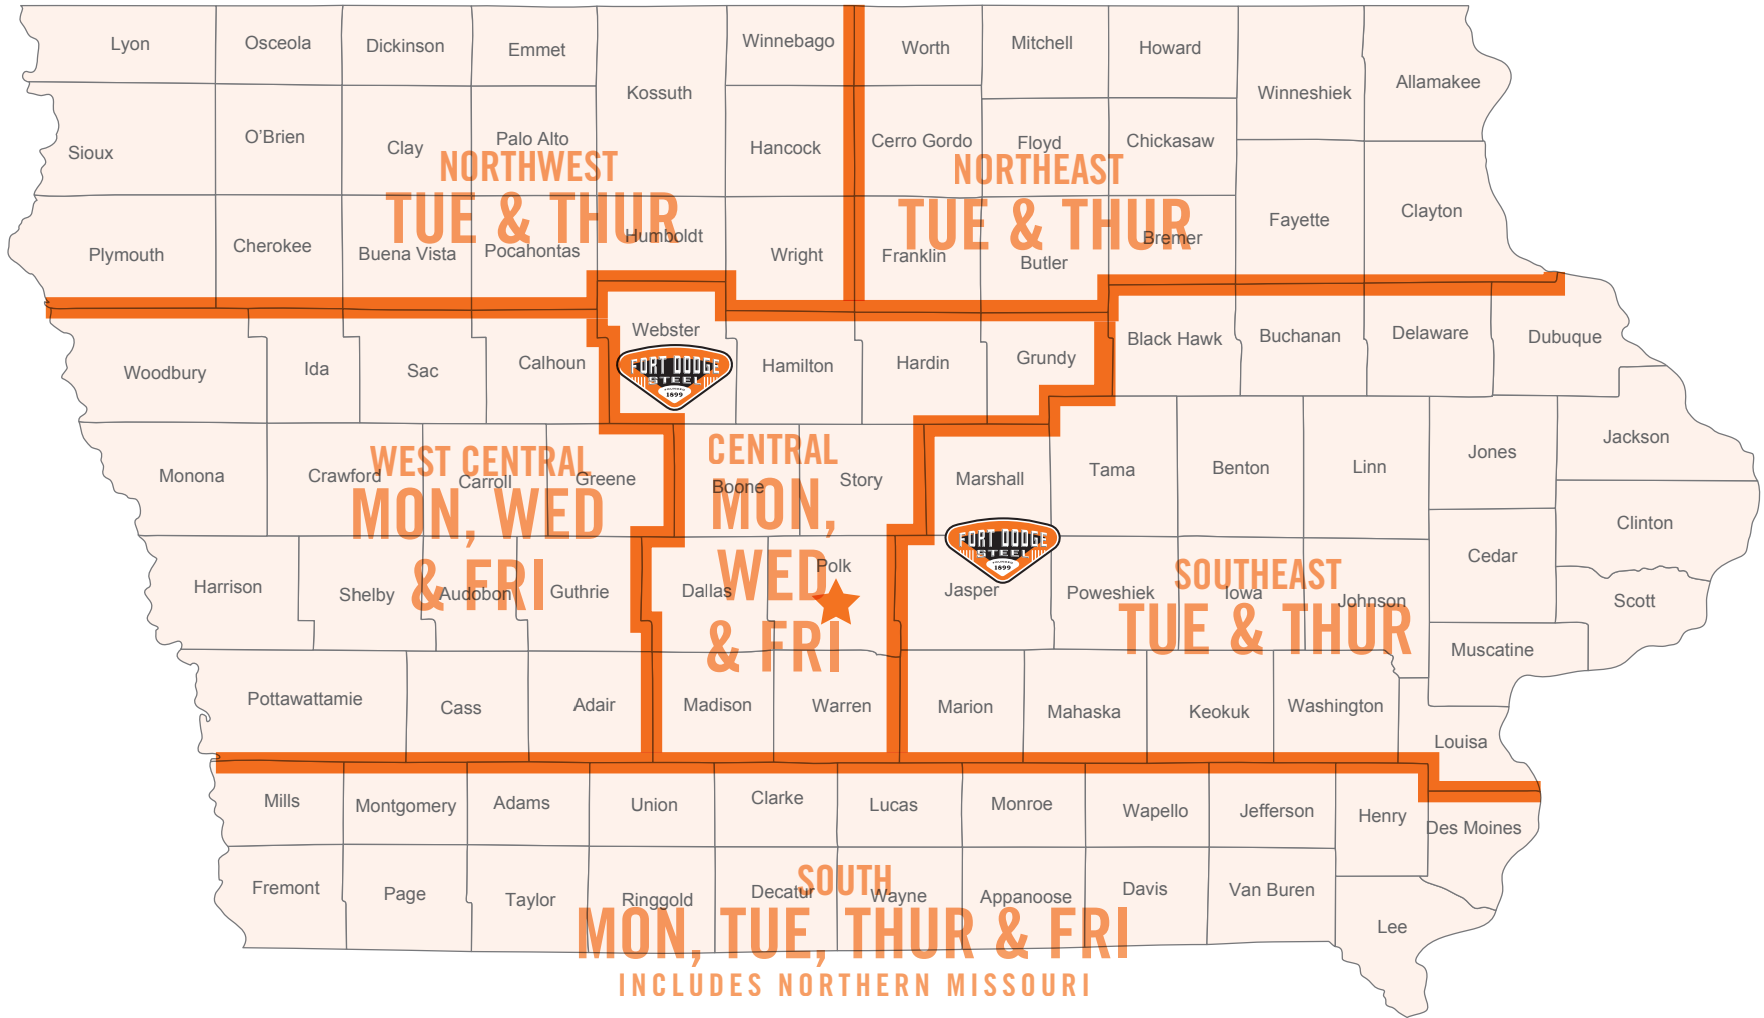 Lyon
Osceola
Dickinson
Emmet
Kossuth
Winnebago
Worth
Mitchell
Howard
Winneshiek
Allamakee
Sioux
O'Brien
Clay
Palo Alto
Hancock
Cerro Gordo
Floyd
Chickasaw
NORTHWEST
TUE & THUR
NORTHEAST
TUE & THUR
Plymouth
Cherokee
Buena Vista
Pocahontas
Humboldt
Wright
Franklin
Butler
Bremer
Fayette
Clayton
Woodbury
Ida
Sac
Calhoun
Webster
FORT DODGE
STEEL
FOUNDED
1899
Hamilton
Hardin
Grundy
Black Hawk
Buchanan
Delaware
Dubuque
Monona
Crawford
Carroll
Greene
WEST CENTRAL
MON, WED
& FRI
Boone
Story
CENTRAL
MON,
WED
& FRI
Marshall
Tama
Benton
Linn
Jones
Jackson
Clinton
Cedar
Scott
Harrison
Shelby
Audobon
Guthrie
Dallas
Polk
FORT DODGE
STEEL
FOUNDED
1899
Jasper
Poweshiek
Iowa
Johnson
SOUTHEAST
TUE & THUR
Muscatine
Pottawattamie
Cass
Adair
Madison
Warren
Marion
Mahaska
Keokuk
Washington
Louisa
Mills
Montgomery
Adams
Union
Clarke
Lucas
Monroe
Wapello
Jefferson
Henry
Des Moines
Fremont
Page
Taylor
Ringgold
Decatur
Wayne
Appanoose
Davis
Van Buren
Lee
SOUTH
MON, TUE, THUR & FRI
INCLUDES NORTHERN MISSOURI